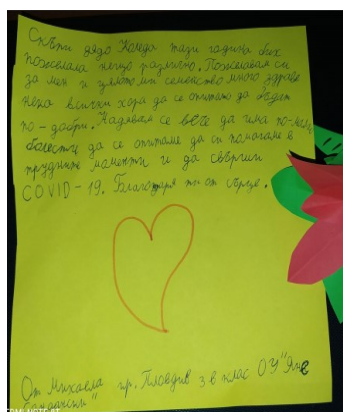 Скъпи дядо Коледа тази година бих
пожелала нещо различно. Пожелавам си
за мен и цялото ми семейство много здраве
нека всички хора да се опитат да бъдат
по-добри. Надявам се вече да има по-малко
болести да се опитаме да си помагаме в
трудните моменти и да свърши
COVID-19. Благодаря ти от сърце.
От Михаела гр. Пловдив 3 в клас ОУ "Яне
Сандански"